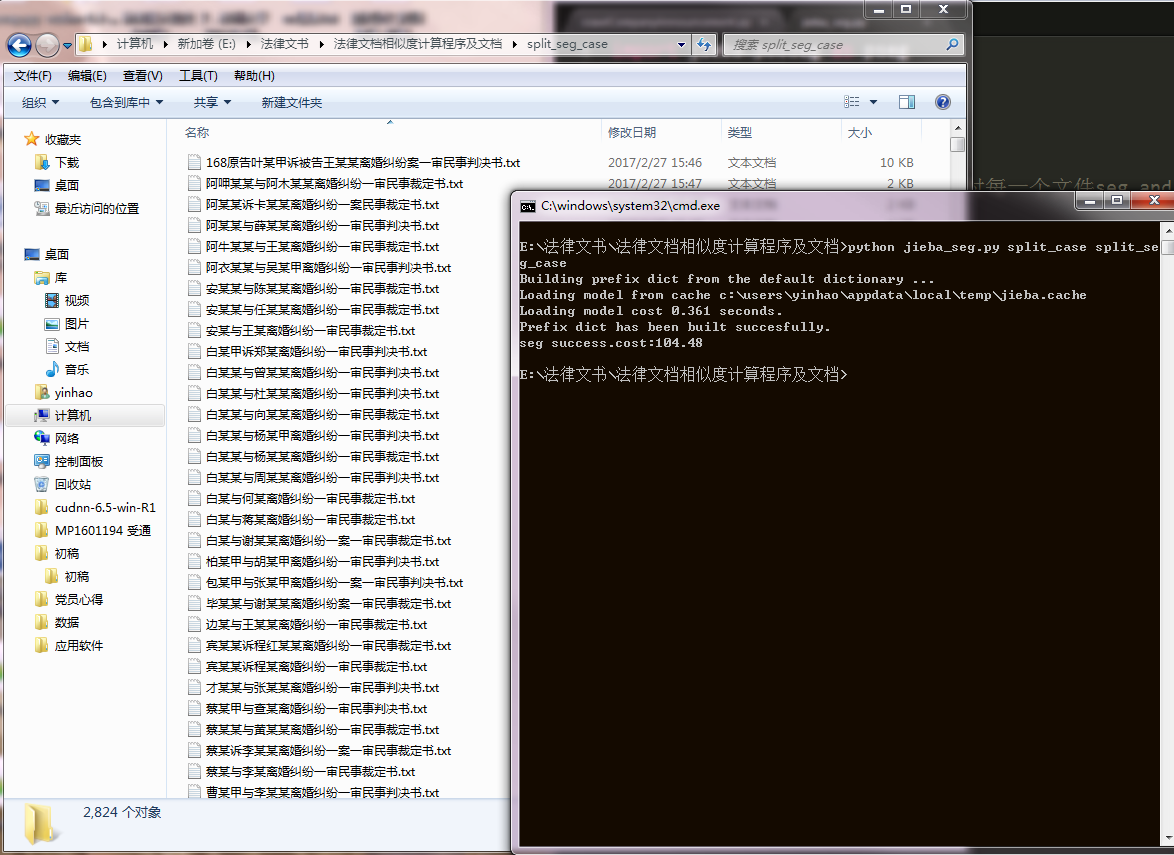 计算机 新加卷 (E:) 法律文书 法律文档相似度计算程序及文档 split_seg_case
搜索 split_seg_case
文件(F) 编辑(E) 查看(V) 工具(T) 帮助(H)
组织 包含到库中 共享 新建文件夹
收藏夹
下载
桌面
最近访问的位置
桌面
库
视频
图片
文档
音乐
yinhao
计算机
网络
控制面板
回收站
cudnn-6.5-win-R1
MP1601194 受通
初稿
初稿
党员心得
数据
应用软件
名称 修改日期 类型 大小
168原告叶某甲诉被告王某某离婚纠纷案一审民事判决书.txt 2017/2/27 15:46 文本文档 10 KB
阿呷某某与阿木某某离婚纠纷一审民事裁定书.txt 2017/2/27 15:47 文本文档 2 KB
阿某某诉卡某某离婚纠纷一案民事裁定书.txt
阿某某与薛某某离婚纠纷一审民事裁定书.txt
阿牛某某与王某某离婚纠纷一审民事裁定书.txt
阿衣某某与吴某甲离婚纠纷一审民事判决书.txt
安某某与陈某某离婚纠纷一审民事裁定书.txt
安某某与任某某离婚纠纷一审民事裁定书.txt
安某与王某某离婚纠纷一审民事裁定书.txt
白某甲诉郑某离婚纠纷一审民事判决书.txt
白某某与曾某某离婚纠纷一审民事判决书.txt
白某某与杜某某离婚纠纷一审民事判决书.txt
白某某与向某某离婚纠纷一审民事裁定书.txt
白某某与杨某甲离婚纠纷一审民事判决书.txt
白某某与杨某某离婚纠纷一审民事裁定书.txt
白某某与周某某离婚纠纷一审民事判决书.txt
白某与何某离婚纠纷一审民事裁定书.txt
白某与蒋某离婚纠纷一审民事裁定书.txt
白某与谢某某离婚纠纷一案一审民事裁定书.txt
柏某甲与胡某甲离婚纠纷一审民事判决书.txt
包某甲与张某甲离婚纠纷一案一审民事判决书.txt
毕某某与谢某某离婚纠纷案一审民事裁定书.txt
边某与王某某离婚纠纷一审民事裁定书.txt
宾某某诉程红某某离婚纠纷一审民事裁定书.txt
宾某某诉程某离婚纠纷一审民事裁定书.txt
才某某与张某某离婚纠纷一审民事判决书.txt
蔡某甲与查某某离婚纠纷一审民事判决书.txt
蔡某某与黄某某离婚纠纷一审民事裁定书.txt
蔡某诉李某某离婚纠纷一案一审民事裁定书.txt
蔡某与李某离婚纠纷一审民事裁定书.txt
曹某甲与李某某离婚纠纷一审民事判决书.txt
2,824 个对象
每一个文件seg and
C:\windows\system32\cmd.exe
E:\法律文书\法律文档相似度计算程序及文档>python jieba_seg.py split_case split_se
g_case
Building prefix dict from the default dictionary ...
Loading model from cache c:\users\yinhao\appdata\local\temp\jieba.cache
Loading model cost 0.361 seconds.
Prefix dict has been built succesfully.
seg success.cost:104.48
E:\法律文书\法律文档相似度计算程序及文档>